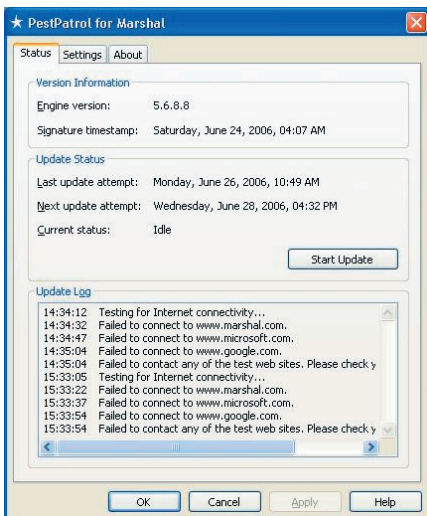 PestPatrol for Marshal
Status Settings About
Version Information
Engine version: 5.6.8.8
Signature timestamp: Saturday, June 24, 2006, 04:07 AM
Update Status
Last update attempt: Monday, June 26, 2006, 10:49 AM
Next update attempt: Wednesday, June 28, 2006, 04:32 PM
Current status: Idle
Start Update
Update Log
14:34:12 Testing for Internet connectivity...
14:34:32 Failed to connect to www.marshal.com.
14:34:47 Failed to connect to www.microsoft.com.
14:35:04 Failed to connect to www.google.com.
14:35:04 Failed to contact any of the test web sites. Please check y
15:33:05 Testing for Internet connectivity...
15:33:22 Failed to connect to www.marshal.com.
15:33:37 Failed to connect to www.microsoft.com.
15:33:54 Failed to connect to www.google.com.
15:33:54 Failed to contact any of the test web sites. Please check y
OK Cancel Apply Help